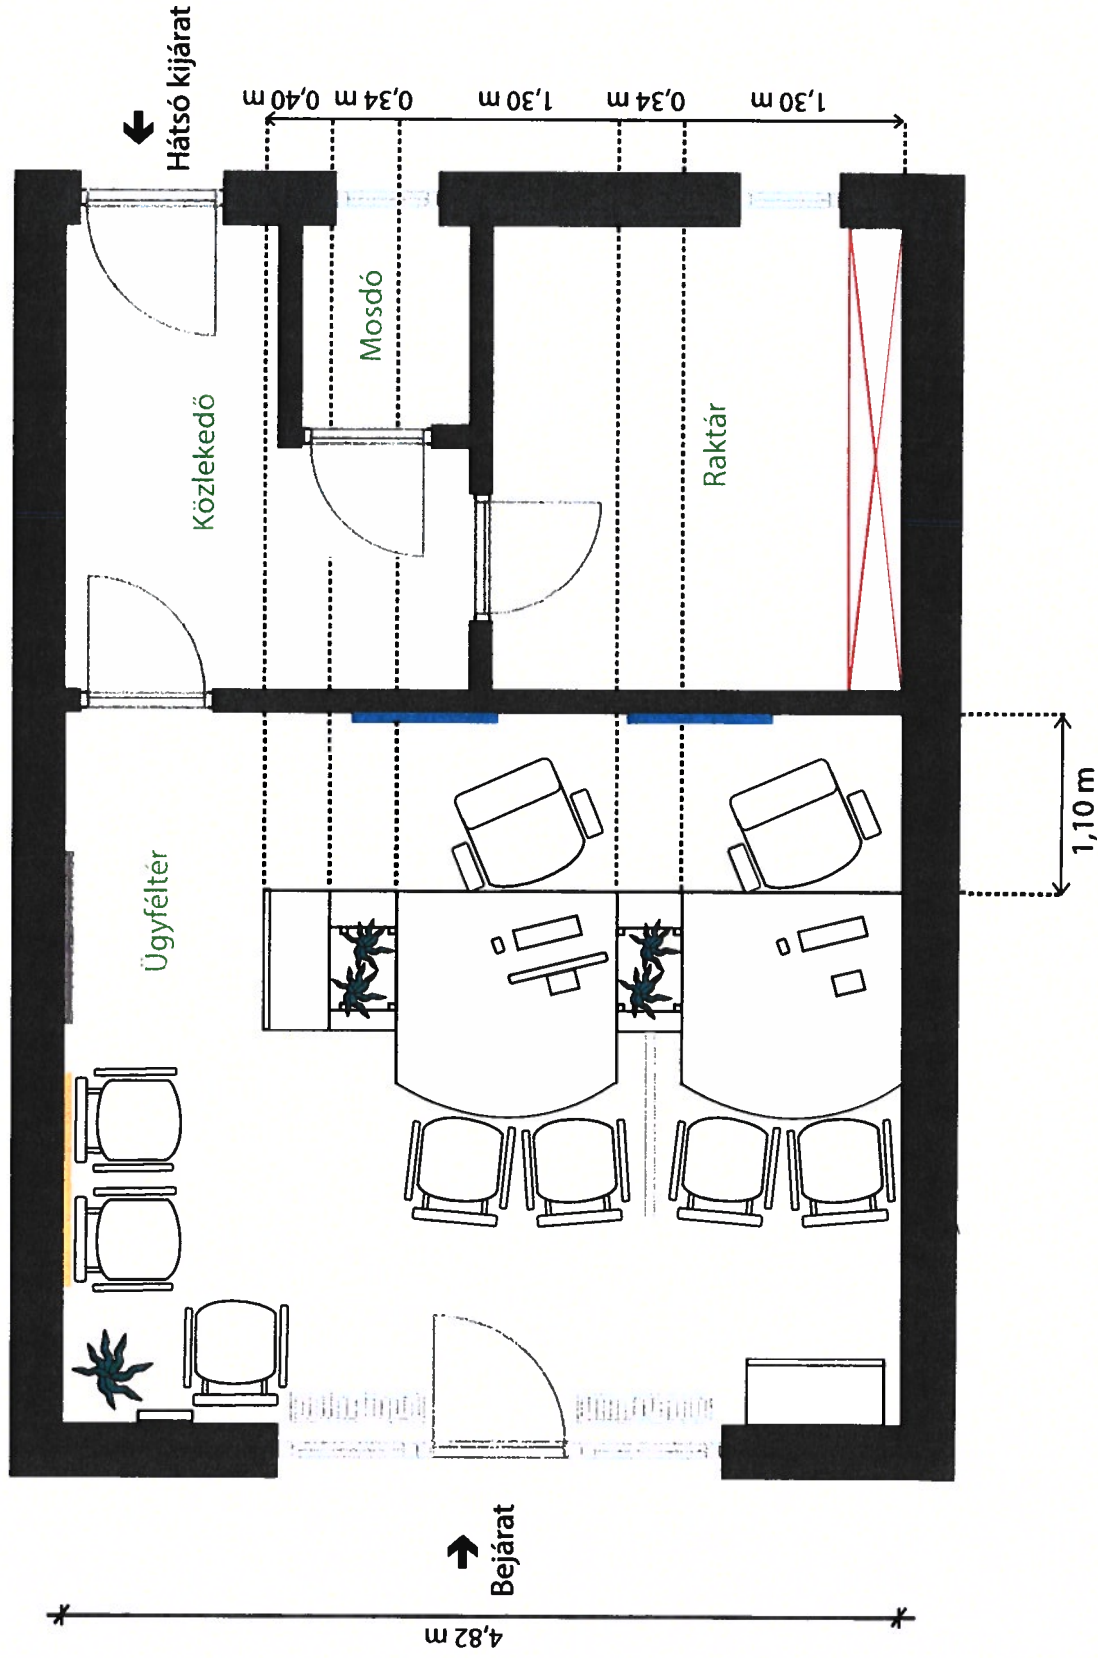 Hátsó kijárat
0,40 m
0,34 m
1,30 m
0,34 m
1,30 m
Mosdó
Közlekedő
Raktár
Ügyféltér
1,10 m
Bejárat
4,82 m